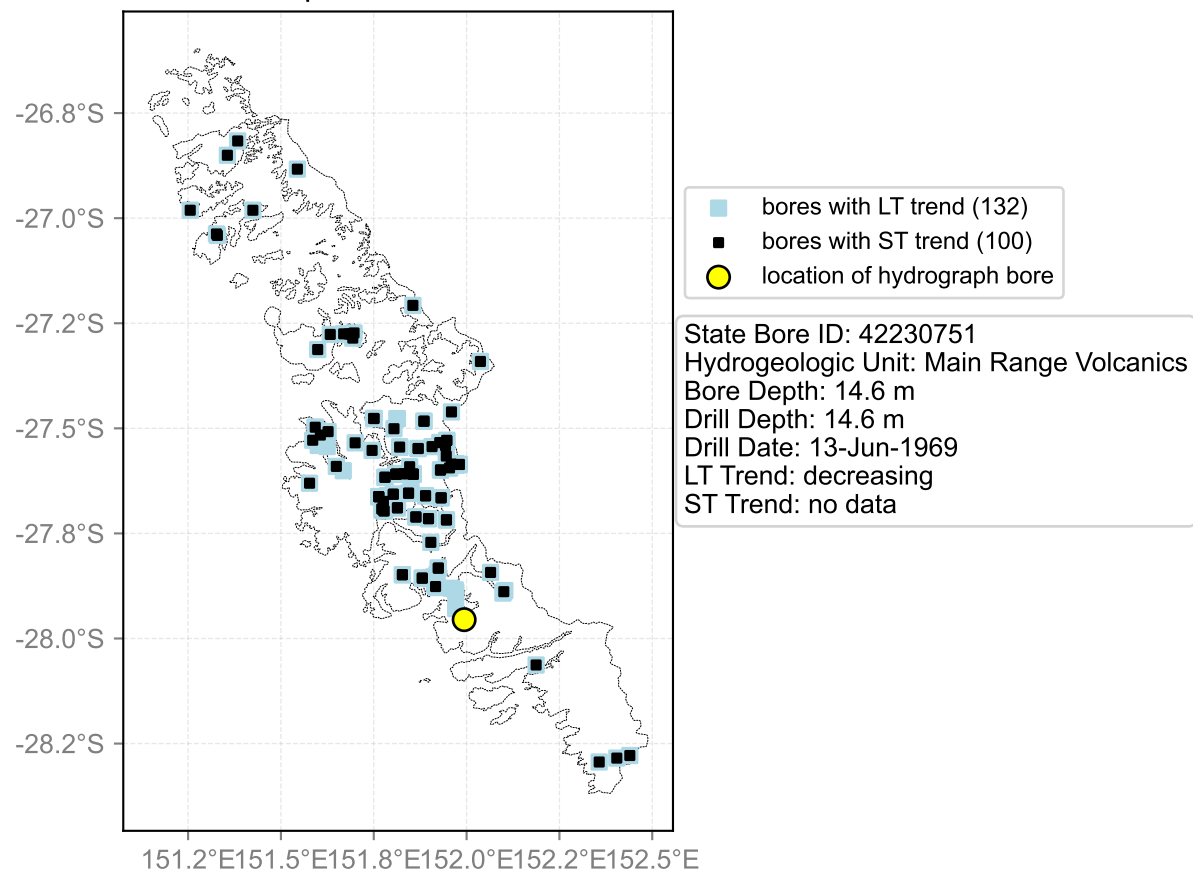 -26.8°S
-27.0°S
-27.2°S
-27.5°S
-27.8°S
-28.0°S
-28.2°S
151.2°E151.5°E151.8°E152.0°E152.2°E152.5°E
bores with LT trend (132)
bores with ST trend (100)
location of hydrograph bore
State Bore ID: 42230751
Hydrogeologic Unit: Main Range Volcanics
Bore Depth: 14.6 m
Drill Depth: 14.6 m
Drill Date: 13-Jun-1969
LT Trend: decreasing
ST Trend: no data